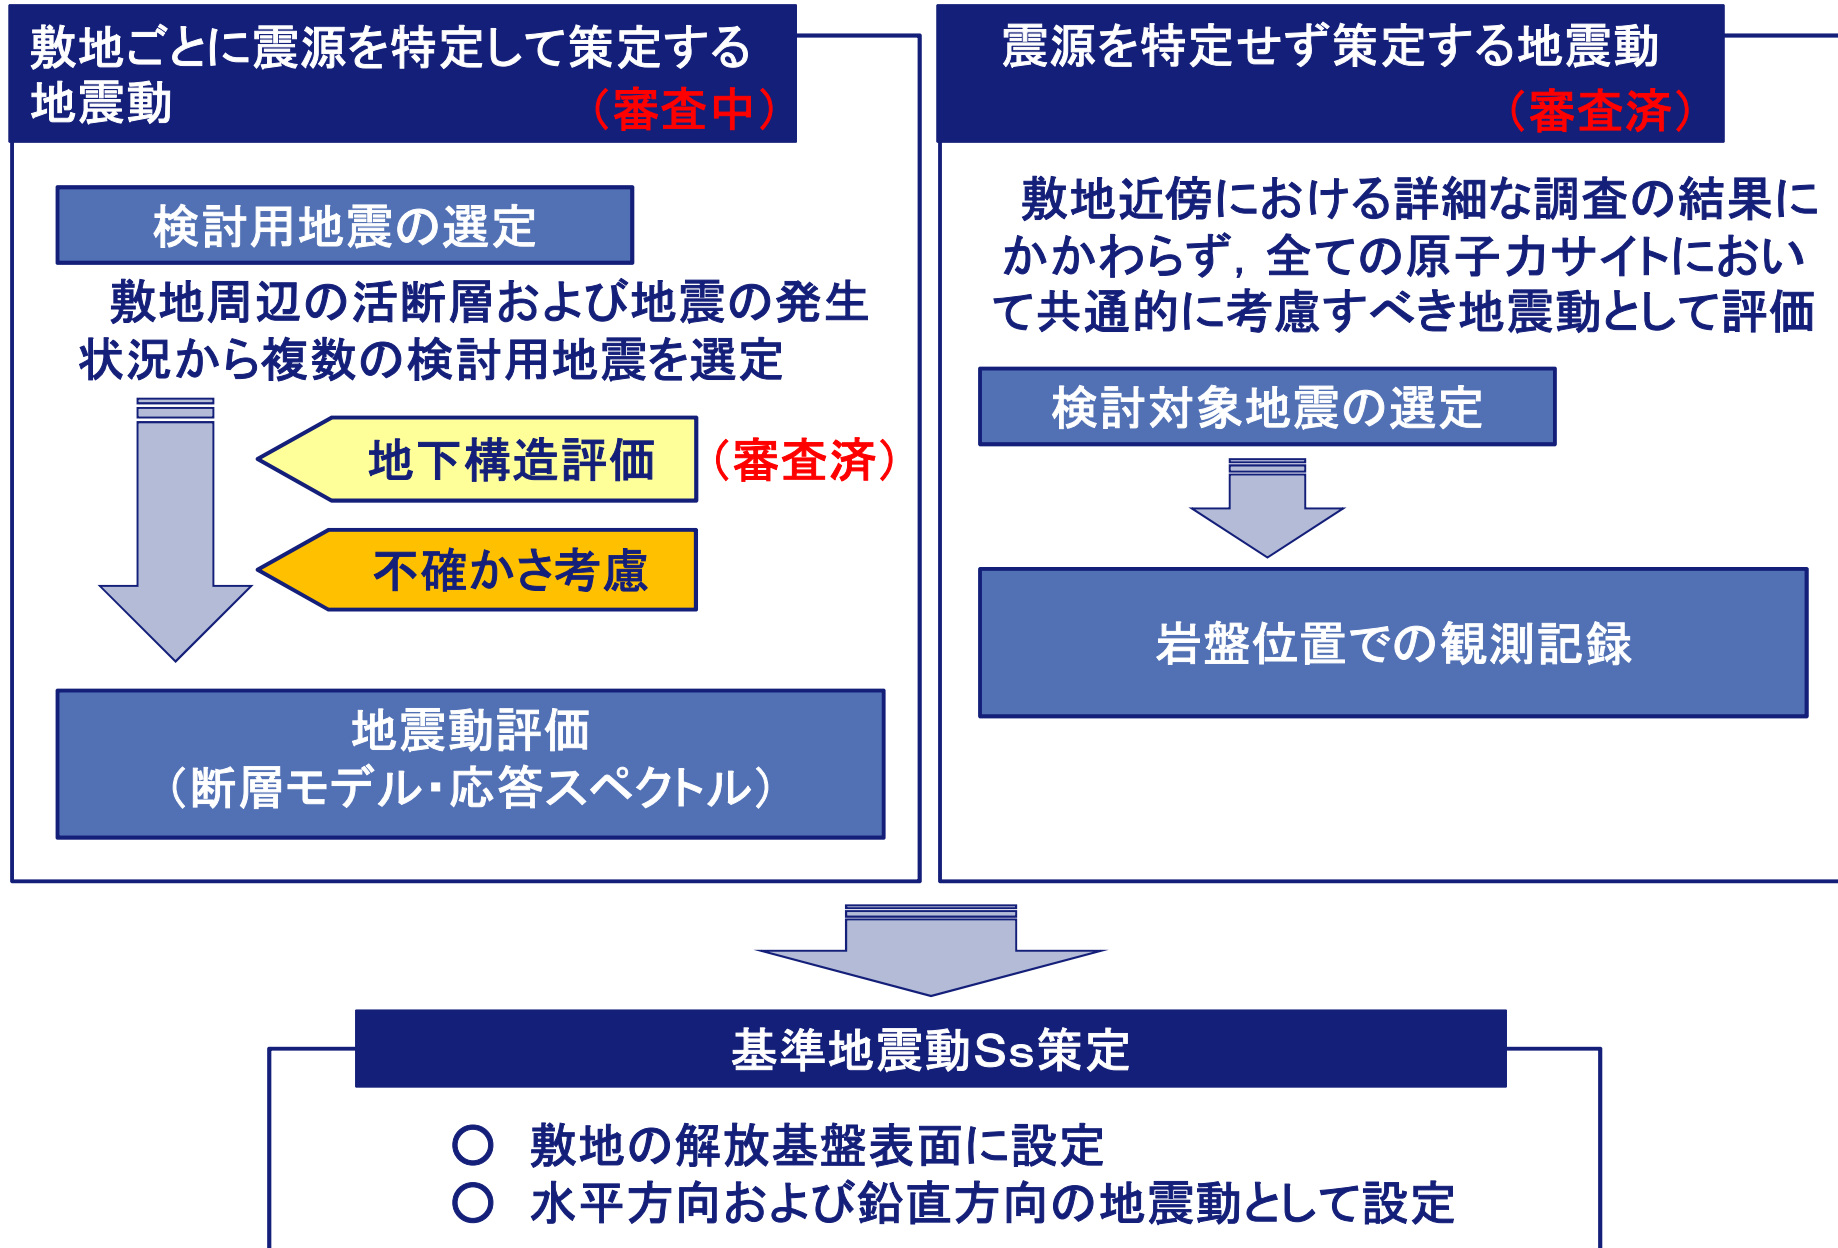 敷地ごとに震源を特定して策定する
地震動
（審査中）
検討用地震の選定
敷地周辺の活断層および地震の発生
状況から複数の検討用地震を選定
地下構造評価
（審査済）
不確かさ考慮
地震動評価
（断層モデル・応答スペクトル）
震源を特定せず策定する地震動
（審査済）
敷地近傍における詳細な調査の結果に
かかわらず，全ての原子力サイトにおい
て共通的に考慮すべき地震動として評価
検討対象地震の選定
岩盤位置での観測記録
基準地震動Ｓｓ策定
○ 敷地の解放基盤表面に設定
○ 水平方向および鉛直方向の地震動として設定